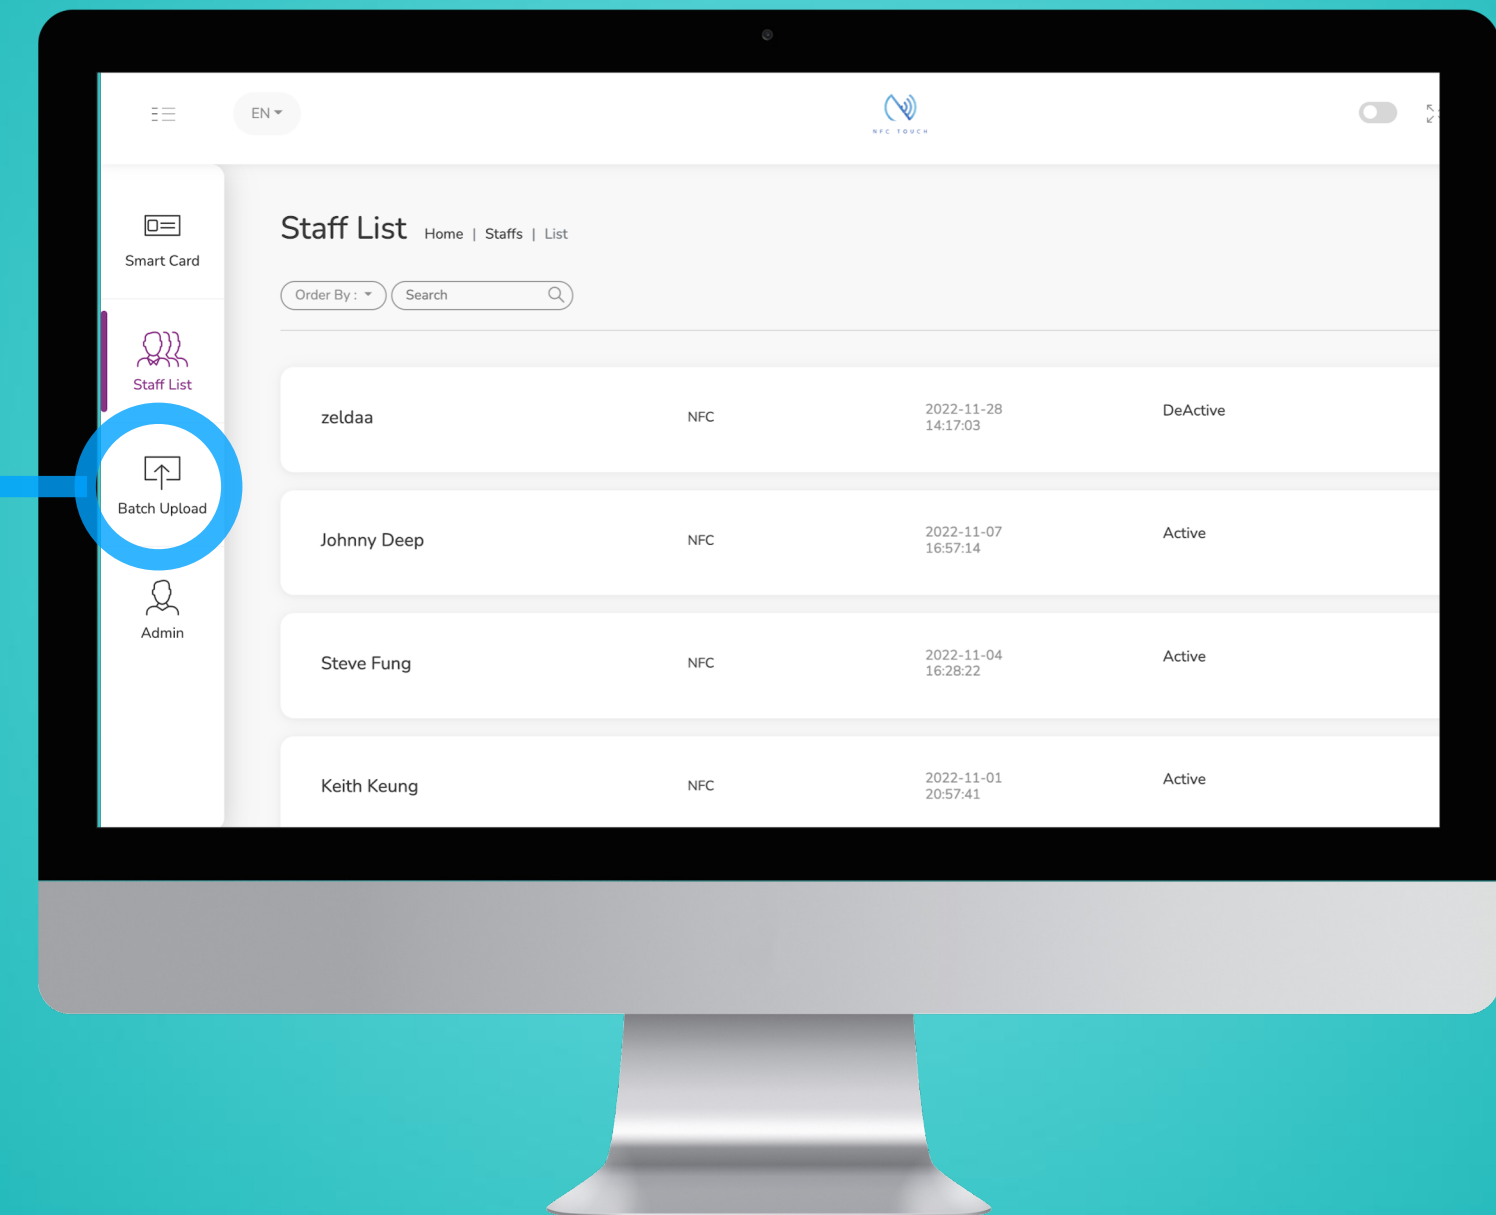 EN
NFC TOUCH
Smart Card
Staff List
Batch Upload
Admin
Staff List Home | Staffs | List
Order By : Search
zeldaa NFC 2022-11-28 DeActive
14:17:03
Johnny Deep NFC 2022-11-07 Active
16:57:14
Steve Fung NFC 2022-11-04 Active
16:28:22
Keith Keung NFC 2022-11-01 Active
20:57:41